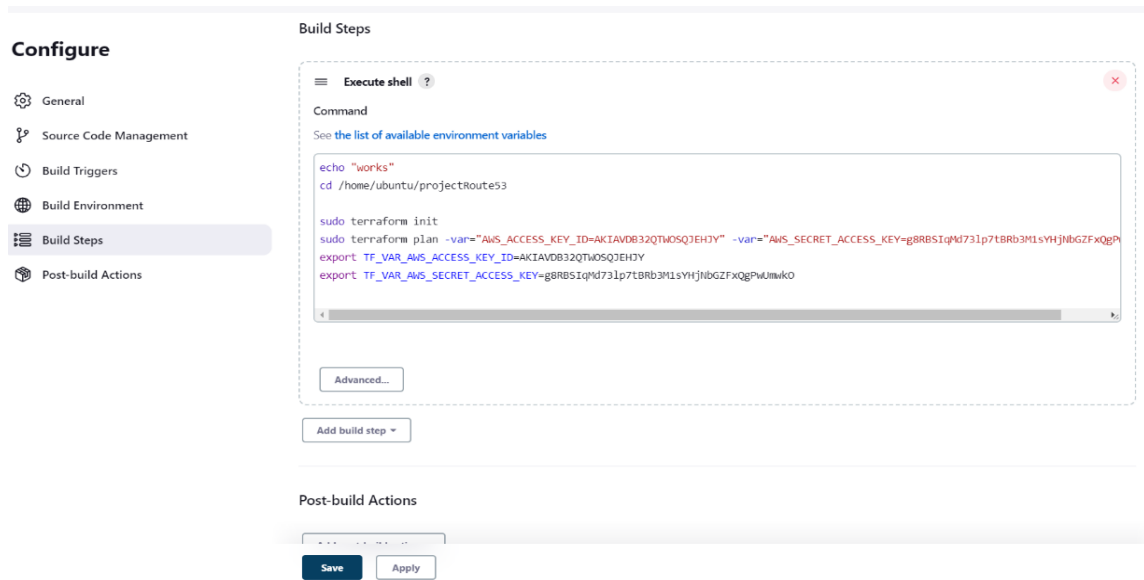 Build Steps
Configure
Execute shell ?
General
Command
Source Code Management
See the list of available environment variables
Build Triggers
Build Environment
Build Steps
Post-build Actions
echo "works"
cd /home/ubuntu/projectRoute53
sudo terraform init
sudo terraform plan -var="AWS_ACCESS_KEY_ID=AKIAVDB32QTWOSQJEHJY" -var="AWS_SECRET_ACCESS_KEY=g8RBSIqMd73lp7tBRb3M1sYHjNbGZFxQgP
export TF_VAR_AWS_ACCESS_KEY_ID=AKIAVDB32QTWOSQJEHJY
export TF_VAR_AWS_SECRET_ACCESS_KEY=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
Advanced...
Add build step
Post-build Actions
Save
Apply